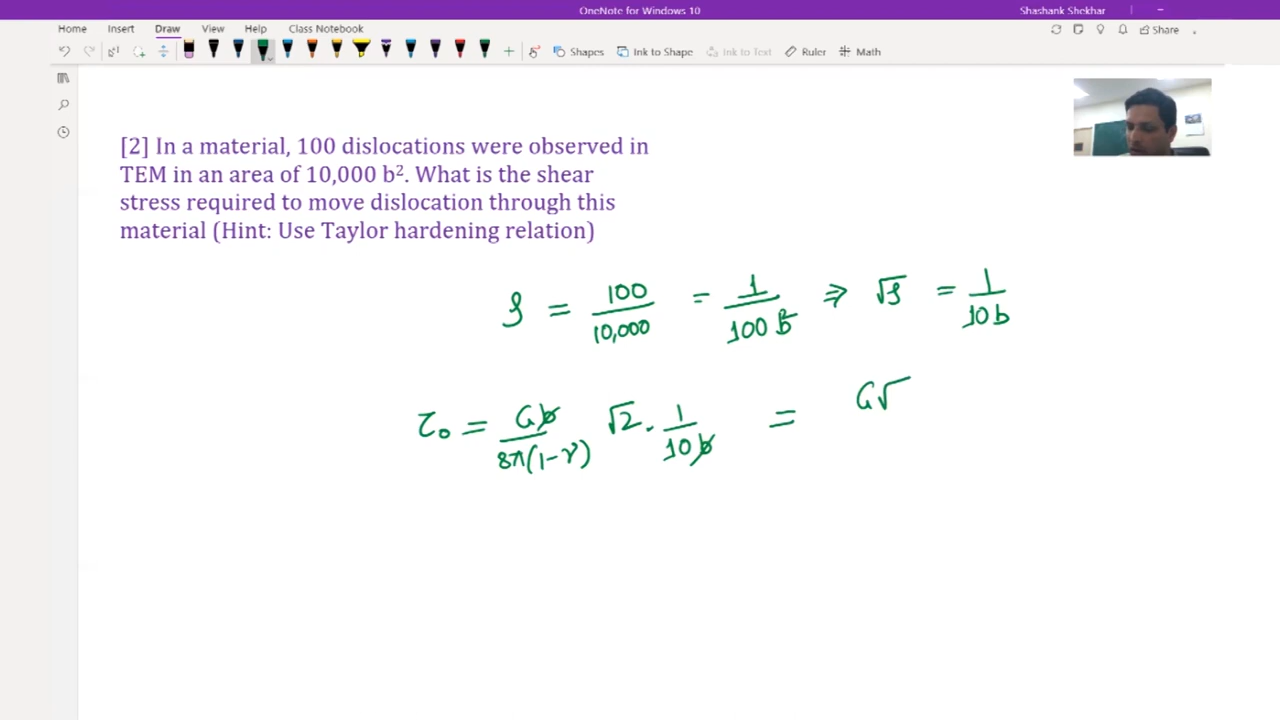 OneNote for Windows 10
Shashank Shekhar
Home Insert Draw View Help Class Notebook
Share
Shapes Ink to Shape Ink to Text Ruler Math
[2] In a material, 100 dislocations were observed in
TEM in an area of 10,000 b². What is the shear
stress required to move dislocation through this
material (Hint: Use Taylor hardening relation)
ρ = 100/10,000 = 1/100 b² ⇒ √ρ = 1/10b
τ₀ = Gb/8π(1-ν) √2 · 1/10b = G√